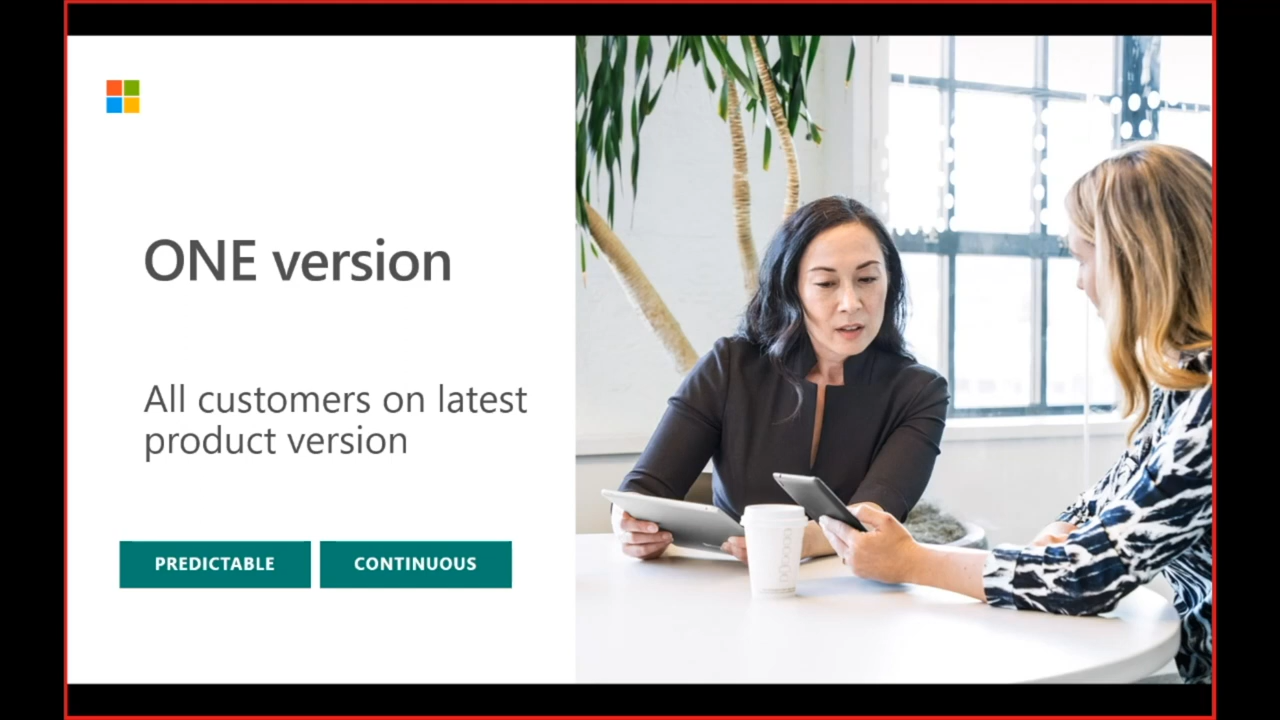 ONE version
All customers on latest
product version
PREDICTABLE
CONTINUOUS